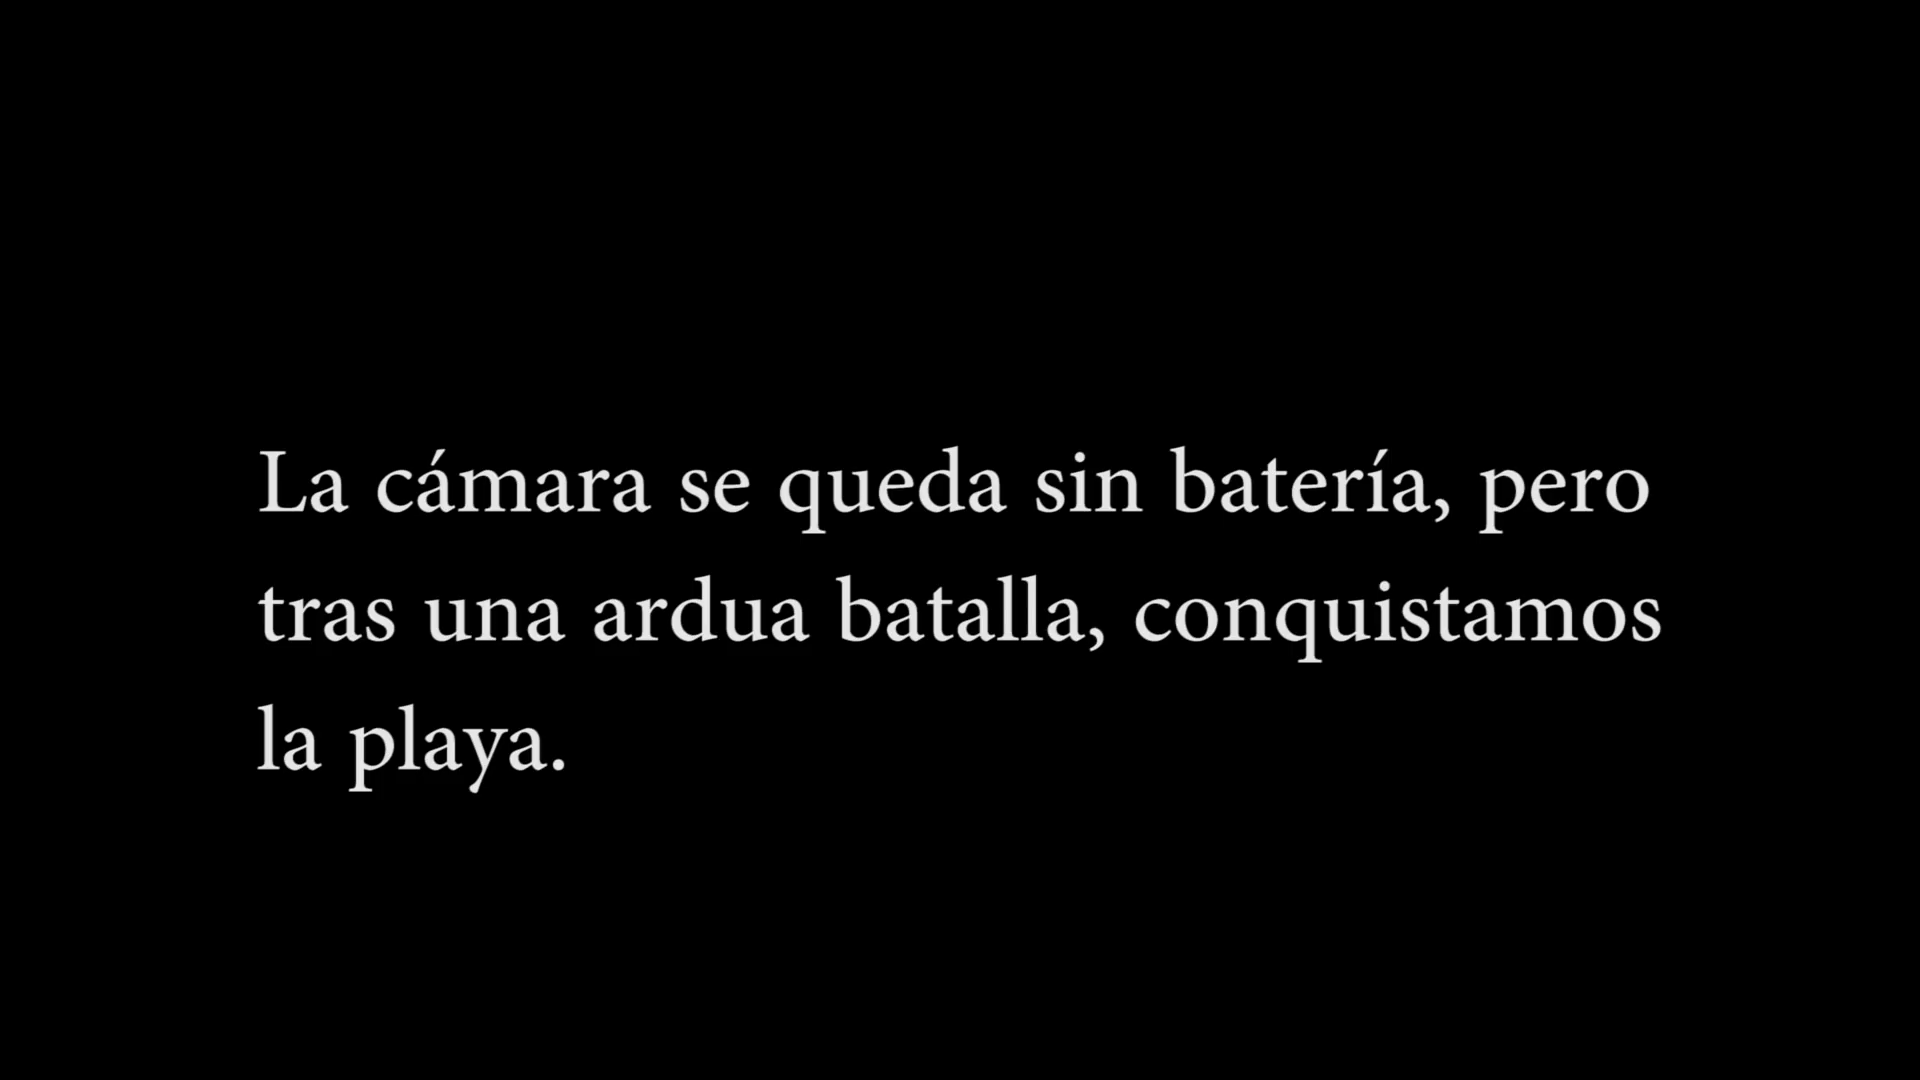 La cámara se queda sin batería, pero
tras una ardua batalla, conquistamos
la playa.